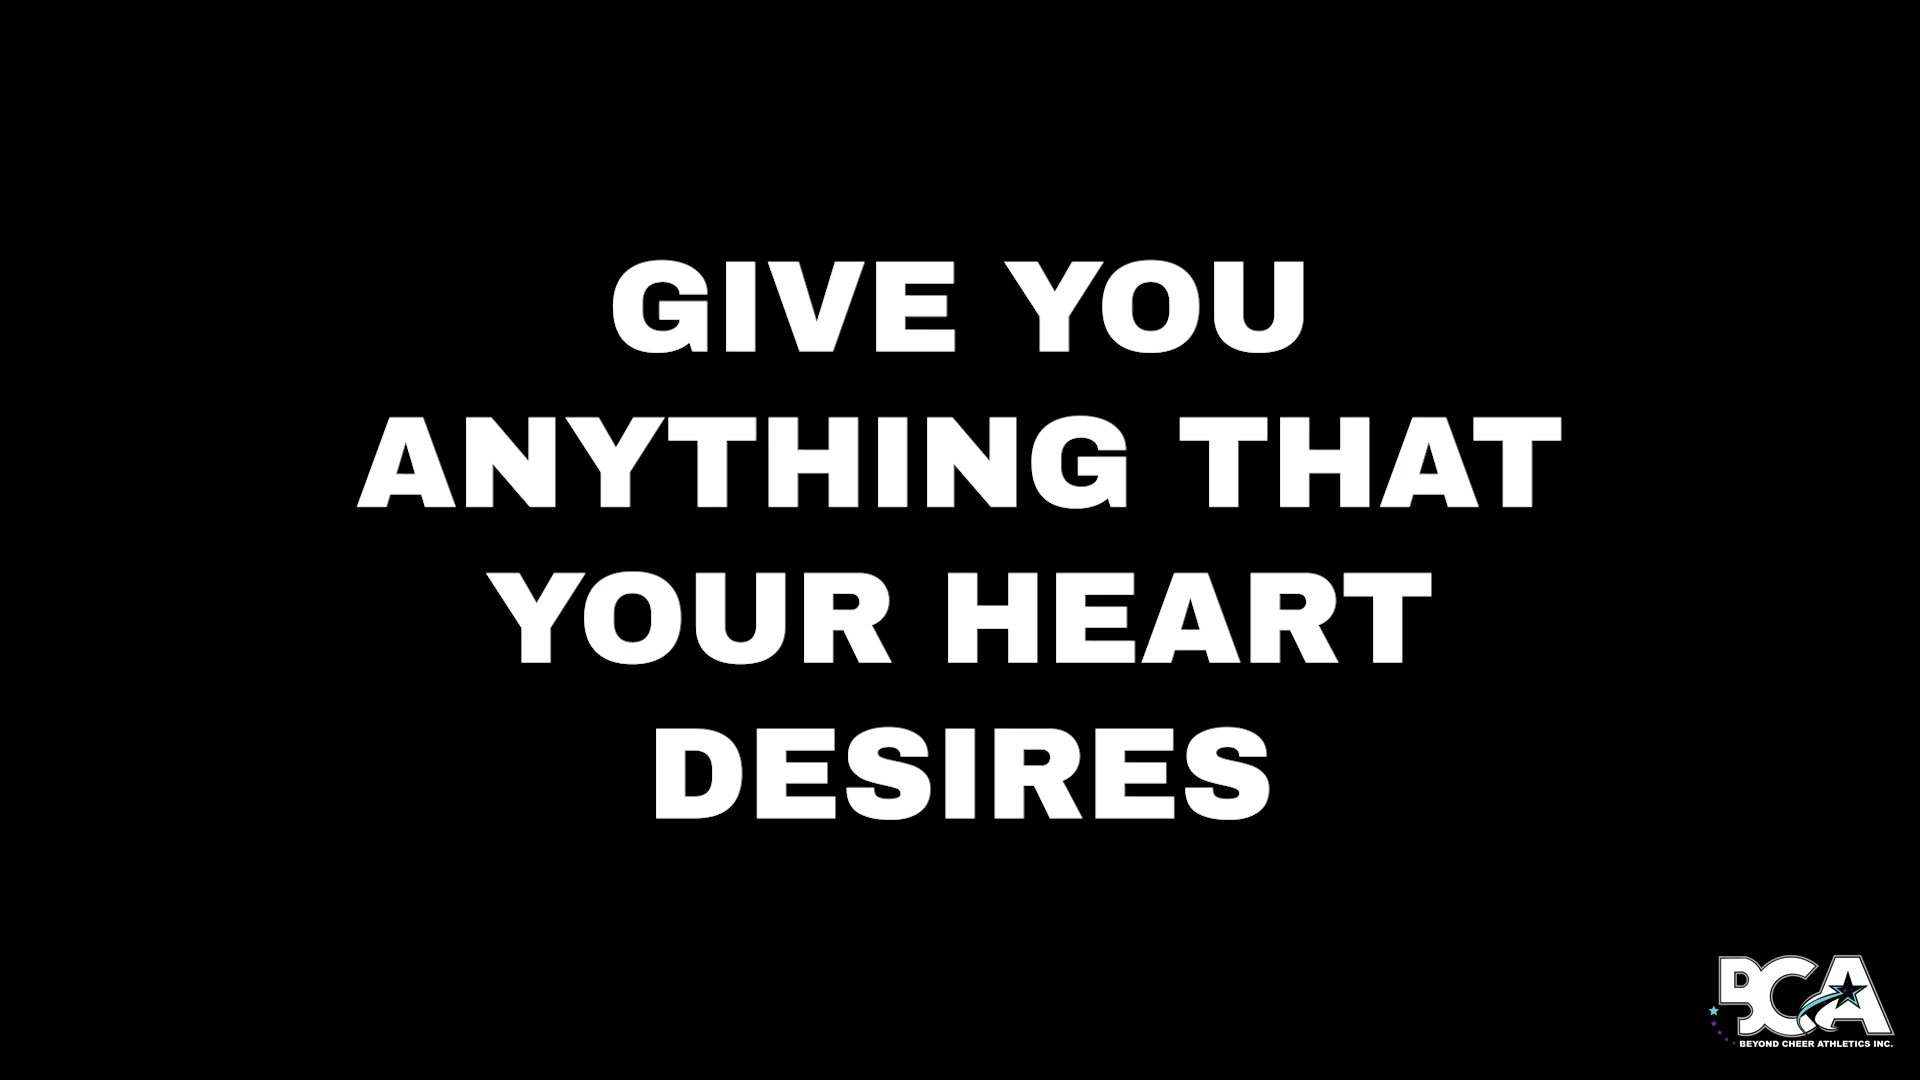 GIVE YOU
ANYTHING THAT
YOUR HEART
DESIRES
BCA
BEYOND CHEER ATHLETICS INC.